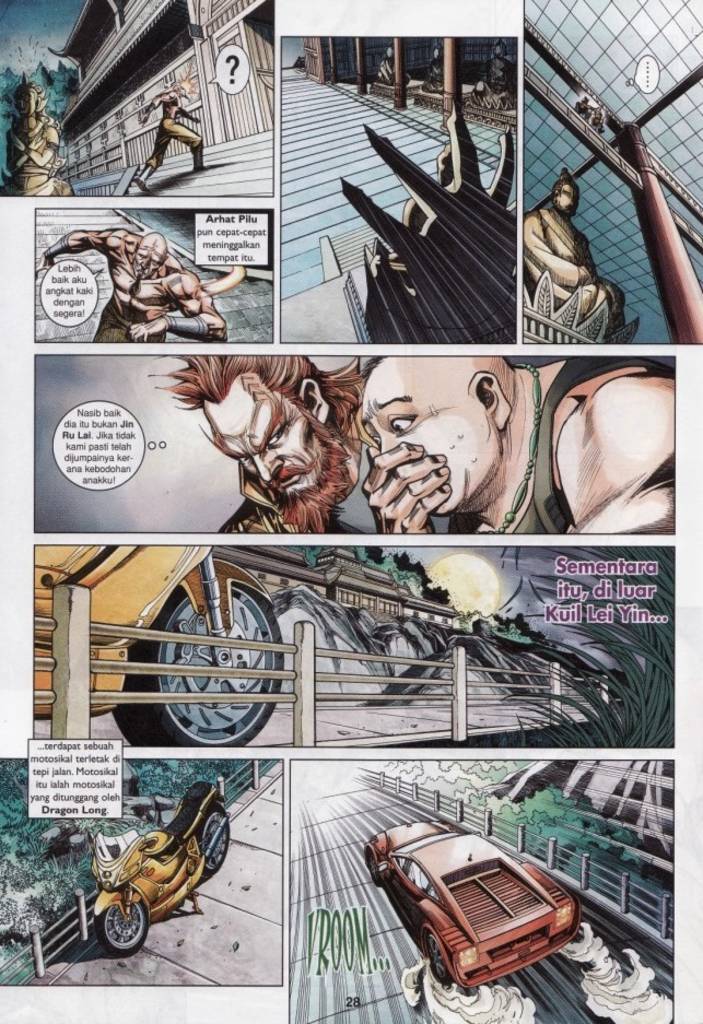 ?
.......
Arhat Pilu
pun cepat-cepat
meninggalkan
tempat itu.
Lebih
baik aku
angkat kaki
dengan
segera!
Nasib baik
dia itu bukan Jin
Ru Lai. Jika tidak
kami pasti telah
dijumpainya ker-
ana kebodohan
anakku!
Sementara
itu, di luar
Kuil Lei Yin...
...terdapat sebuah
motosikal terletak di
tepi jalan. Motosikal
itu ialah motosikal
yang ditunggang oleh
Dragon Long.
VROOM...
28